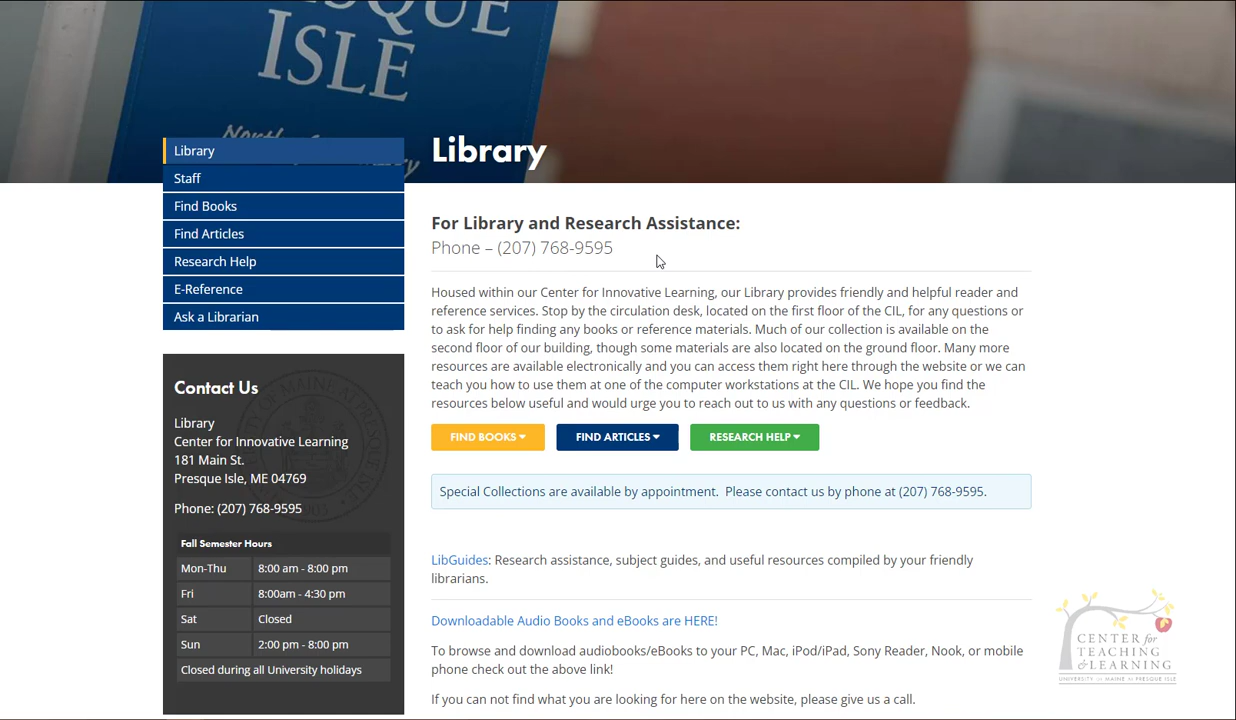 PRESQUE
ISLE
Library
Library
Staff
Find Books
Find Articles
Research Help
E-Reference
Ask a Librarian
Contact Us
Library
Center for Innovative Learning
181 Main St.
Presque Isle, ME 04769
Phone: (207) 768-9595
Fall Semester Hours
Mon-Thu 8:00 am - 8:00 pm
Fri 8:00am - 4:30 pm
Sat Closed
Sun 2:00 pm - 8:00 pm
Closed during all University holidays
For Library and Research Assistance:
Phone – (207) 768-9595
Housed within our Center for Innovative Learning, our Library provides friendly and helpful reader and
reference services. Stop by the circulation desk, located on the first floor of the CIL, for any questions or
to ask for help finding any books or reference materials. Much of our collection is available on the
second floor of our building, though some materials are also located on the ground floor. Many more
resources are available electronically and you can access them right here through the website or we can
teach you how to use them at one of the computer workstations at the CIL. We hope you find the
resources below useful and would urge you to reach out to us with any questions or feedback.
FIND BOOKS FIND ARTICLES RESEARCH HELP
Special Collections are available by appointment. Please contact us by phone at (207) 768-9595.
LibGuides: Research assistance, subject guides, and useful resources compiled by your friendly
librarians.
Downloadable Audio Books and eBooks are HERE!
To browse and download audiobooks/eBooks to your PC, Mac, iPod/iPad, Sony Reader, Nook, or mobile
phone check out the above link!
If you can not find what you are looking for here on the website, please give us a call.
CENTER for
TEACHING
& LEARNING
UNIVERSITY OF MAINE AT PRESQUE ISLE